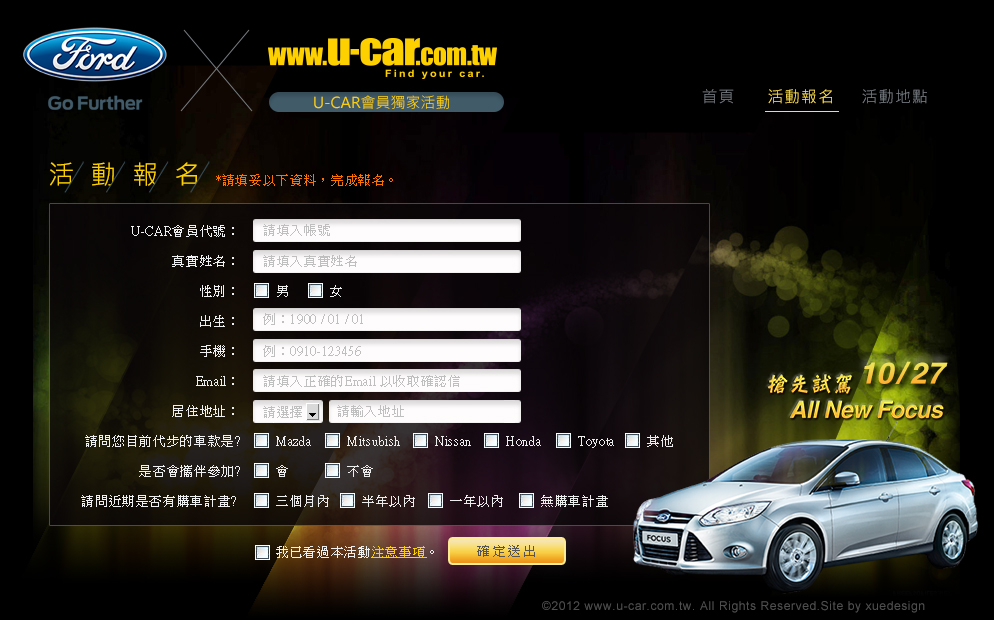 Ford
Go Further
www.u-car.com.tw
Find your car.
U-CAR會員獨家活動
首頁 活動報名 活動地點
活動報名 *請填妥以下資料，完成報名。
U-CAR會員代號： 請填入帳號
真實姓名： 請填入真實姓名
性別： 男 女
出生： 例：1900 / 01 / 01
手機： 例：0910-123456
Email： 請填入正確的Email 以收取確認信
居住地址： 請選擇 請輸入地址
請問您目前代步的車款是? Mazda Mitsubish Nissan Honda Toyota 其他
是否會攜伴參加? 會 不會
請問近期是否有購車計畫? 三個月內 半年以內 一年以內 無購車計畫
搶先試駕 10/27
All New Focus
FOCUS
我已看過本活動注意事項。 確定送出
©2012 www.u-car.com.tw. All Rights Reserved.Site by xuedesign